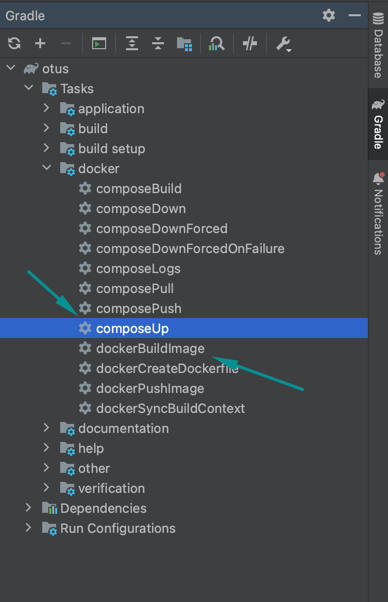 Gradle
otus
Tasks
application
build
build setup
docker
composeBuild
composeDown
composeDownForced
composeDownForcedOnFailure
composeLogs
composePull
composePush
composeUp
dockerBuildImage
dockerCreateDockerfile
dockerPushImage
dockerSyncBuildContext
documentation
help
other
verification
Dependencies
Run Configurations
Database
Gradle
Notifications